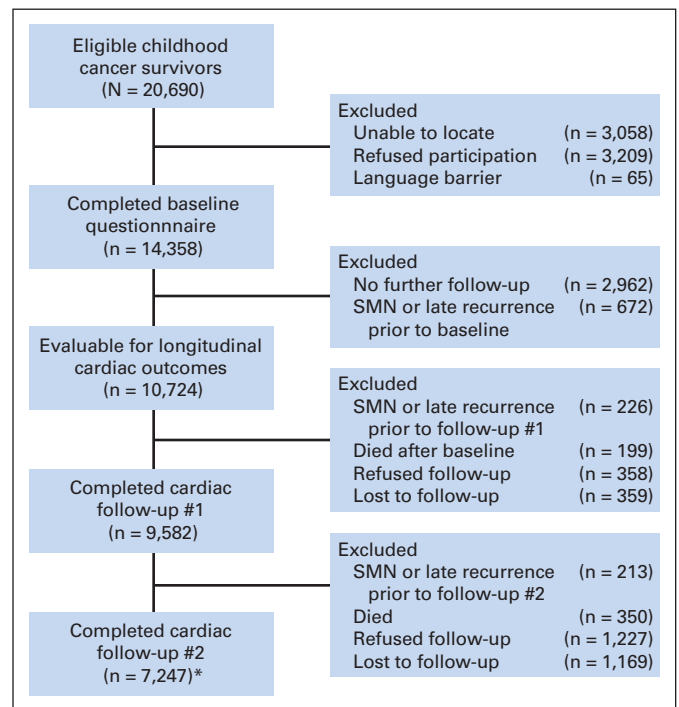 Eligible childhood
cancer survivors
(N = 20,690)
Excluded
Unable to locate (n = 3,058)
Refused participation (n = 3,209)
Language barrier (n = 65)
Completed baseline
questionnnaire
(n = 14,358)
Excluded
No further follow-up (n = 2,962)
SMN or late recurrence (n = 672)
prior to baseline
Evaluable for longitudinal
cardiac outcomes
(n = 10,724)
Excluded
SMN or late recurrence (n = 226)
prior to follow-up #1
Died after baseline (n = 199)
Refused follow-up (n = 358)
Lost to follow-up (n = 359)
Completed cardiac
follow-up #1
(n = 9,582)
Excluded
SMN or late recurrence (n = 213)
prior to follow-up #2
Died (n = 350)
Refused follow-up (n = 1,227)
Lost to follow-up (n = 1,169)
Completed cardiac
follow-up #2
(n = 7,247)*